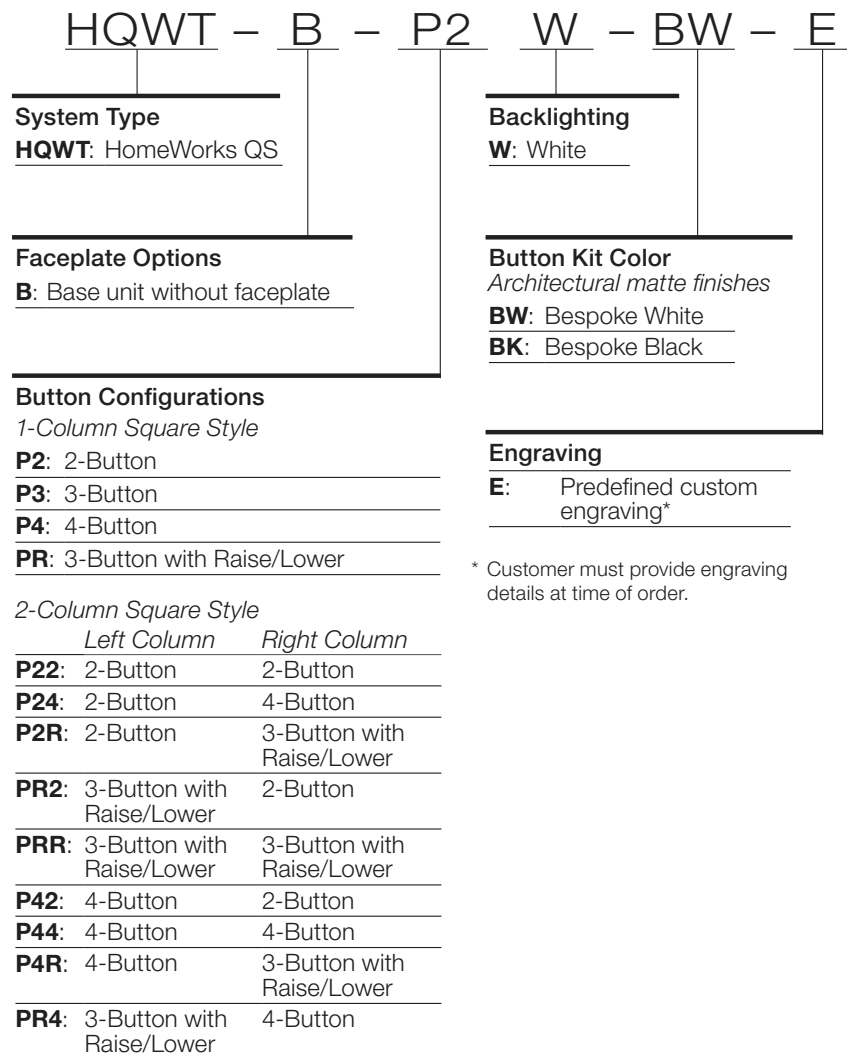 HQWT – B – P2 W – BW – E
System Type
HQWT: HomeWorks QS
Faceplate Options
B: Base unit without faceplate
Button Configurations
1-Column Square Style
P2: 2-Button
P3: 3-Button
P4: 4-Button
PR: 3-Button with Raise/Lower
2-Column Square Style
Left Column Right Column
P22: 2-Button 2-Button
P24: 2-Button 4-Button
P2R: 2-Button 3-Button with
Raise/Lower
PR2: 3-Button with 2-Button
Raise/Lower
PRR: 3-Button with 3-Button with
Raise/Lower Raise/Lower
P42: 4-Button 2-Button
P44: 4-Button 4-Button
P4R: 4-Button 3-Button with
Raise/Lower
PR4: 3-Button with 4-Button
Raise/Lower
Backlighting
W: White
Button Kit Color
Architectural matte finishes
BW: Bespoke White
BK: Bespoke Black
Engraving
E: Predefined custom
engraving*
* Customer must provide engraving
details at time of order.